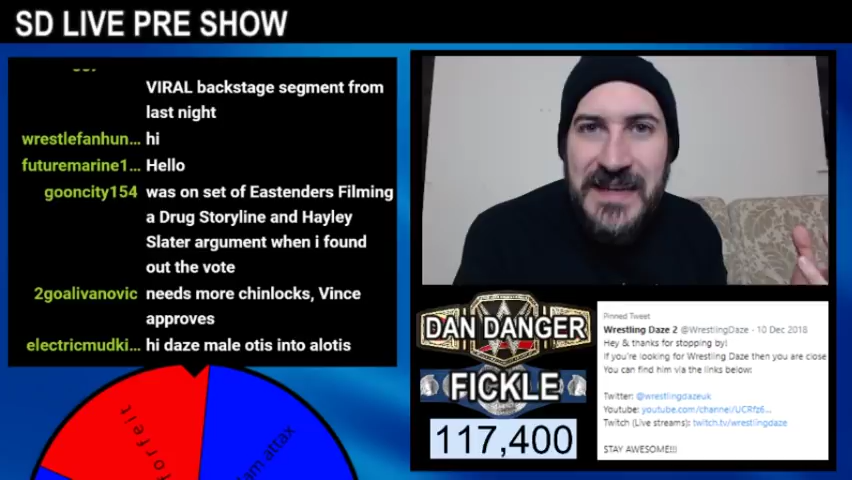 SD LIVE PRE SHOW
VIRAL backstage segment from
last night
wrestlefanhun... hi
futuremarine1... Hello
gooncity154 was on set of Eastenders Filming
a Drug Storyline and Hayley
Slater argument when i found
out the vote
2goalivanovic needs more chinlocks, Vince
approves
electricmudki... hi daze male otis into alotis
forfeit
am attax
DAN DANGER
FICKLE
117,400
Pinned Tweet
Wrestling Daze 2 @WrestlingDaze - 10 Dec 2018
Hey & thanks for stopping by!
If you're looking for Wrestling Daze then you are close
You can find him via the links below:
Twitter: @wrestlingdazeuk
Youtube: youtube.com/channel/UCRfz6...
Twitch (Live streams): twitch.tv/wrestlingdaze
STAY AWESOME!!!